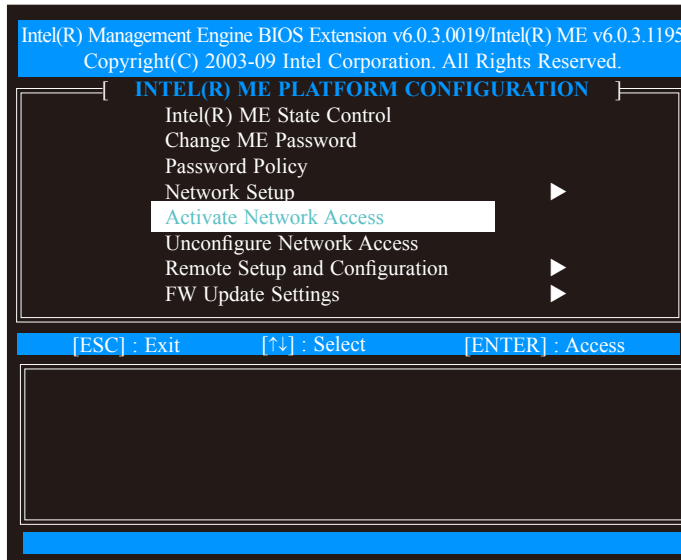 Intel(R) Management Engine BIOS Extension v6.0.3.0019/Intel(R) ME v6.0.3.1195
Copyright(C) 2003-09 Intel Corporation. All Rights Reserved.
[ INTEL(R) ME PLATFORM CONFIGURATION ]
Intel(R) ME State Control
Change ME Password
Password Policy
Network Setup ▶
Activate Network Access
Unconfigure Network Access
Remote Setup and Configuration ▶
FW Update Settings ▶
[ESC] : Exit [↑↓] : Select [ENTER] : Access